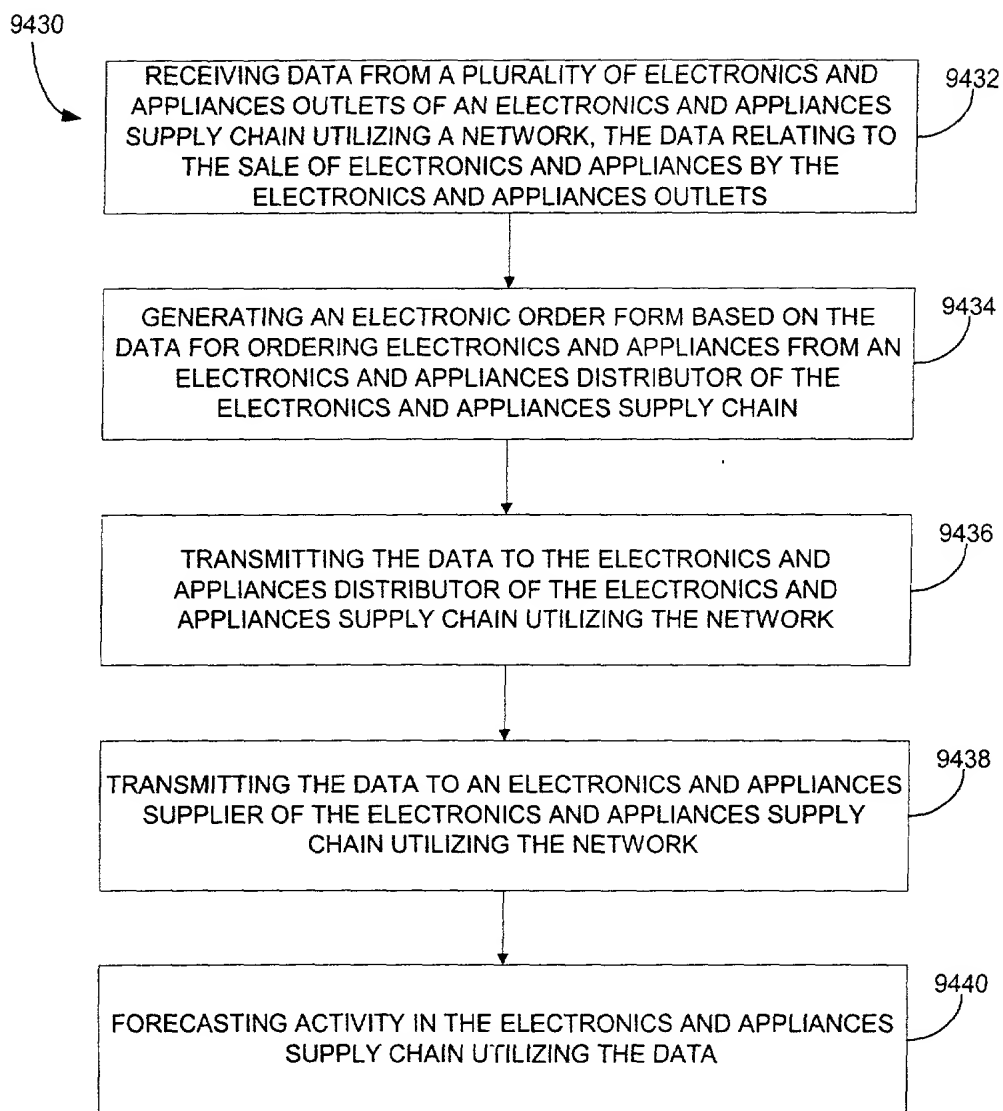 9430
RECEIVING DATA FROM A PLURALITY OF ELECTRONICS AND
APPLIANCES OUTLETS OF AN ELECTRONICS AND APPLIANCES
SUPPLY CHAIN UTILIZING A NETWORK, THE DATA RELATING TO
THE SALE OF ELECTRONICS AND APPLIANCES BY THE
ELECTRONICS AND APPLIANCES OUTLETS
9432
GENERATING AN ELECTRONIC ORDER FORM BASED ON THE
DATA FOR ORDERING ELECTRONICS AND APPLIANCES FROM AN
ELECTRONICS AND APPLIANCES DISTRIBUTOR OF THE
ELECTRONICS AND APPLIANCES SUPPLY CHAIN
9434
TRANSMITTING THE DATA TO THE ELECTRONICS AND
APPLIANCES DISTRIBUTOR OF THE ELECTRONICS AND
APPLIANCES SUPPLY CHAIN UTILIZING THE NETWORK
9436
TRANSMITTING THE DATA TO AN ELECTRONICS AND APPLIANCES
SUPPLIER OF THE ELECTRONICS AND APPLIANCES SUPPLY
CHAIN UTILIZING THE NETWORK
9438
FORECASTING ACTIVITY IN THE ELECTRONICS AND APPLIANCES
SUPPLY CHAIN UTILIZING THE DATA
9440